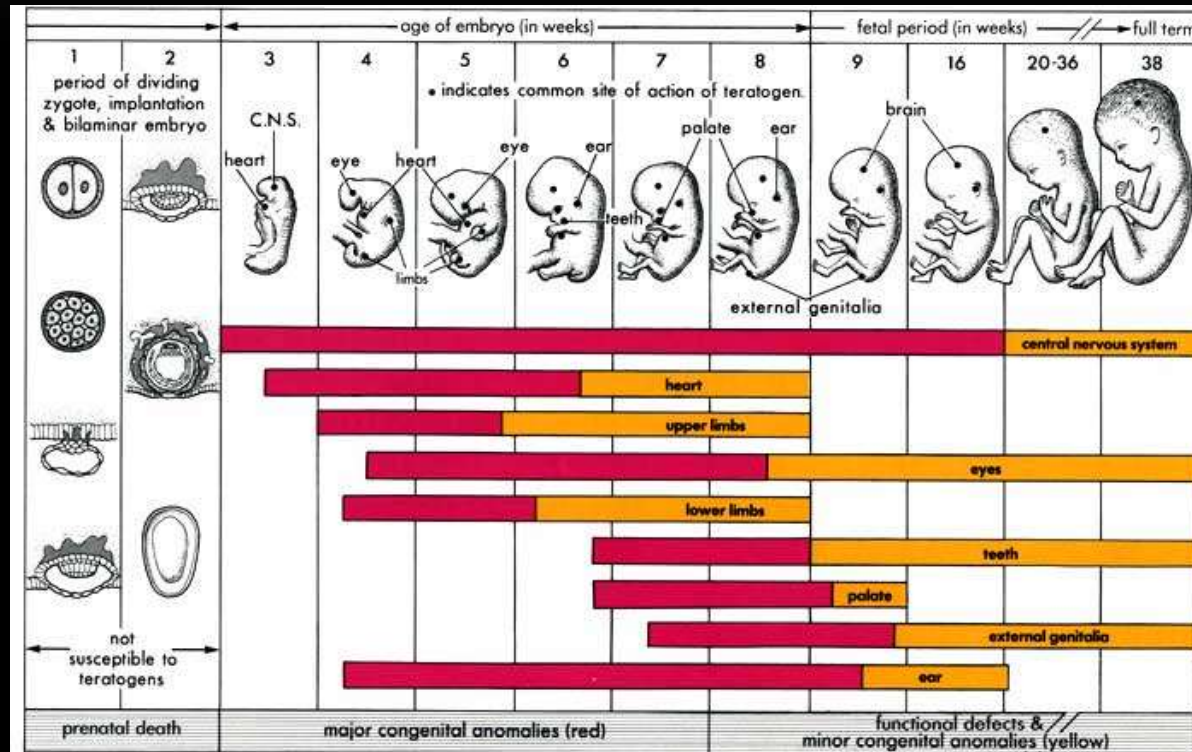 age of embryo (in weeks)
fetal period (in weeks)
full term
1
2
3
4
5
6
7
8
9
16
20-36
38
period of dividing
zygote, implantation
& bilaminar embryo
• indicates common site of action of teratogen.
C.N.S.
heart
eye
heart
eye
ear
palate
ear
brain
teeth
limbs
external genitalia
central nervous system
heart
upper limbs
eyes
lower limbs
teeth
palate
not
susceptible to
teratogens
external genitalia
ear
prenatal death
major congenital anomalies (red)
functional defects &
minor congenital anomalies (yellow)